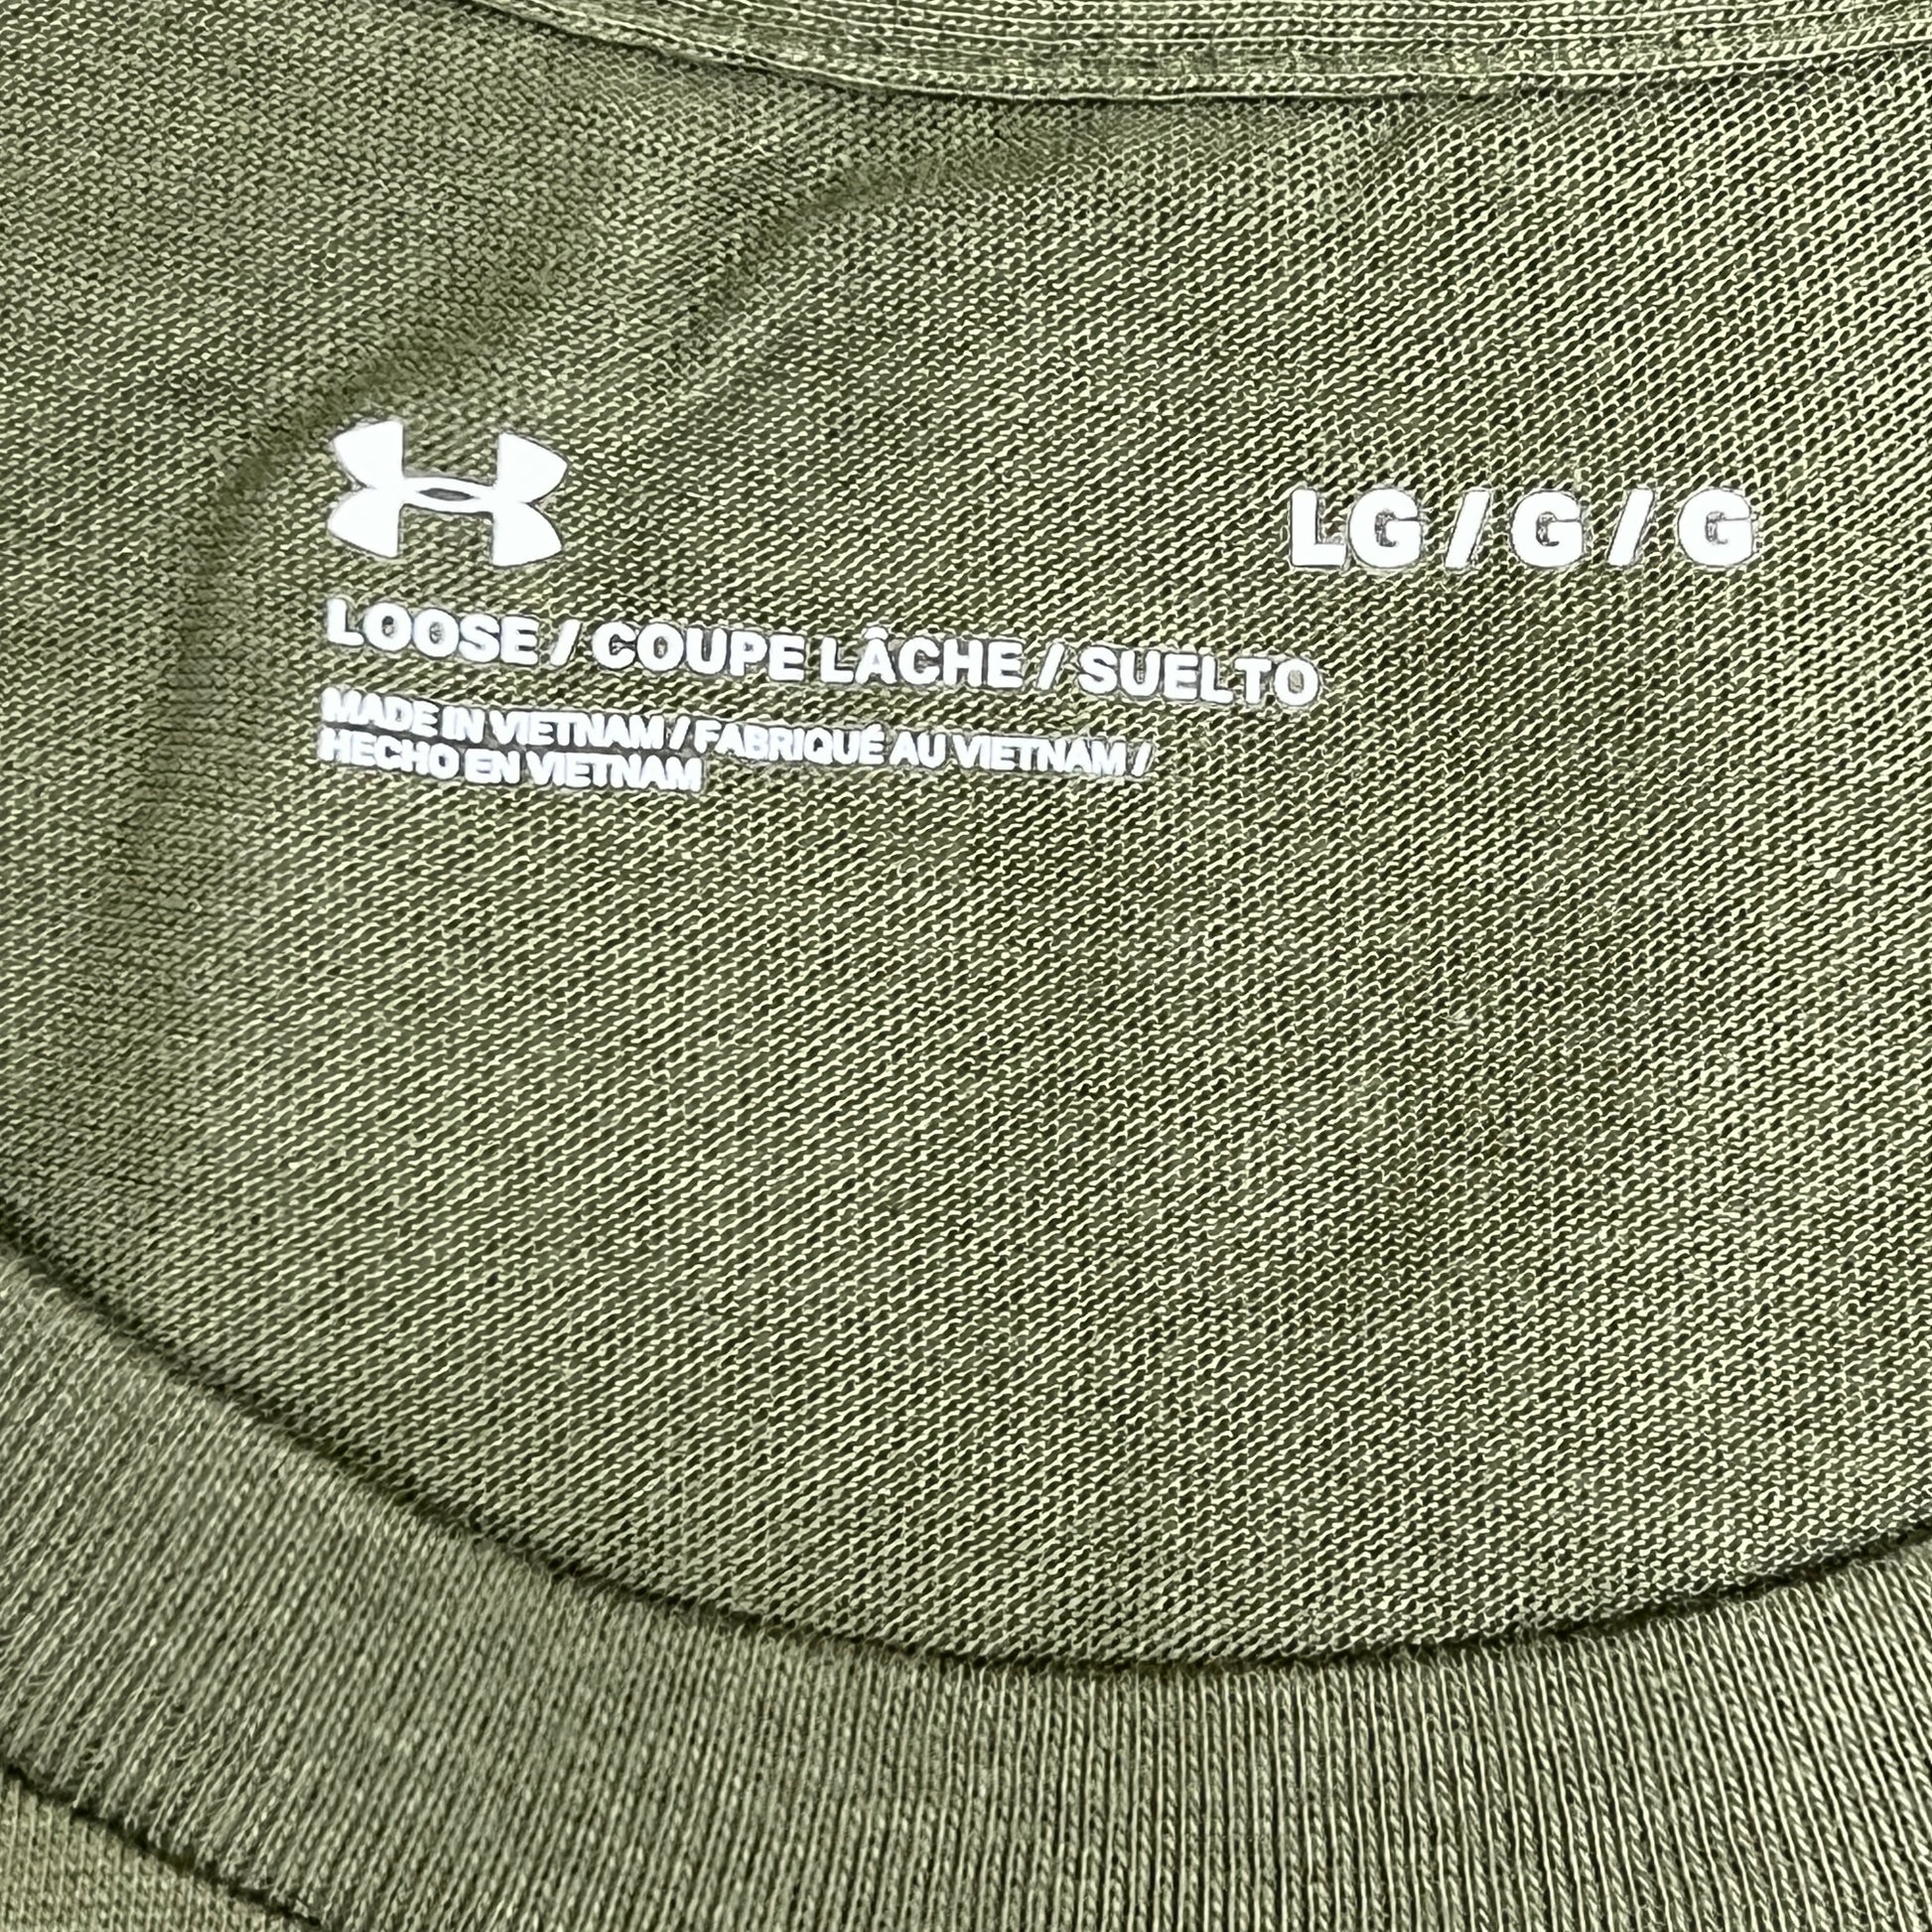 LG / G / G
LOOSE / COUPE LÂCHE / SUELTO
MADE IN VIETNAM / FABRIQUÉ AU VIETNAM /
HECHO EN VIETNAM